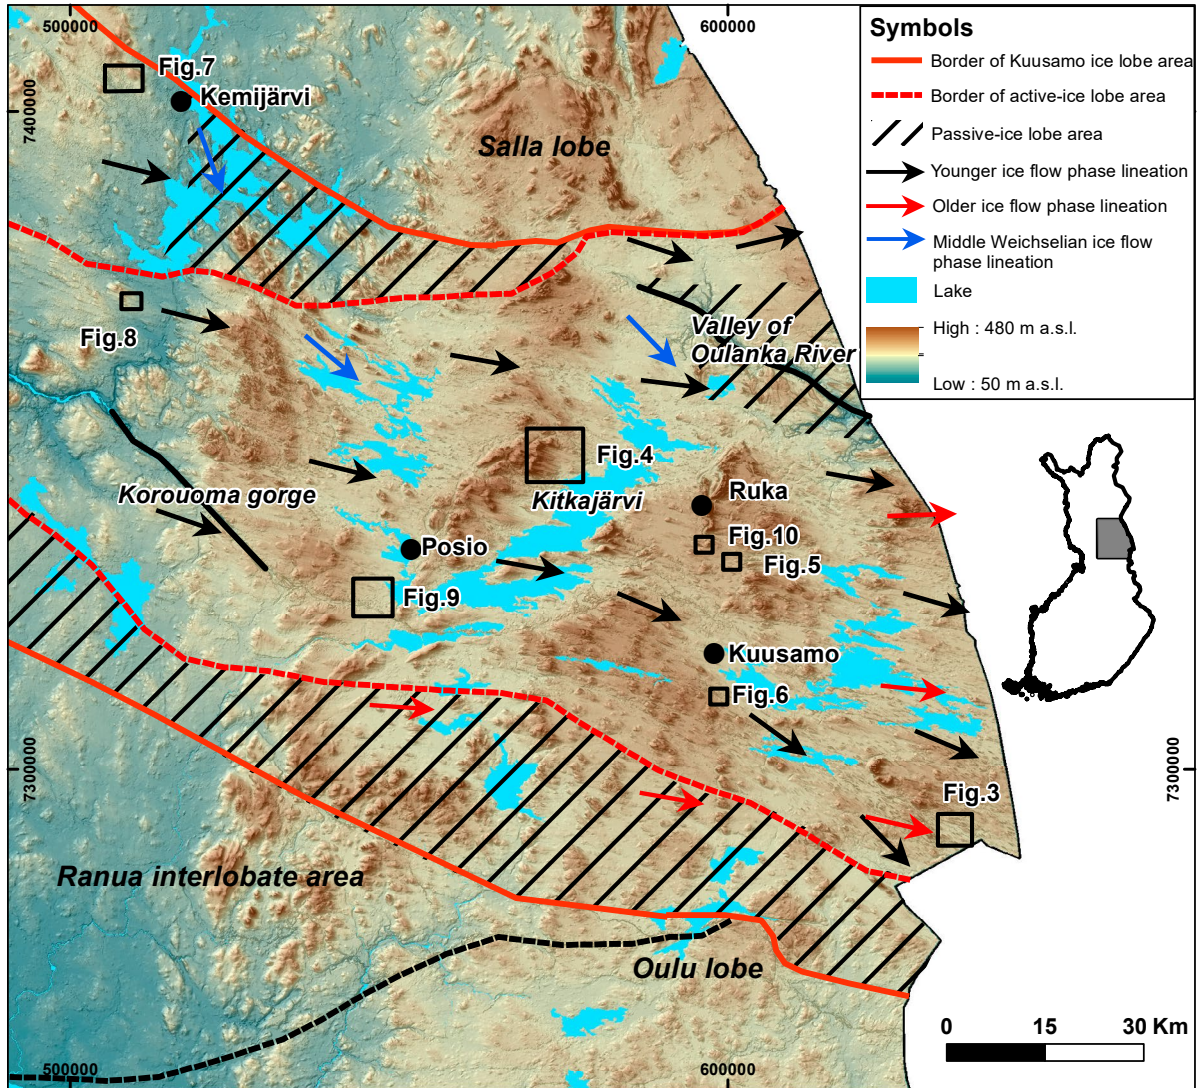 500000
600000
7400000
Symbols
Border of Kuusamo ice lobe area
Border of active-ice lobe area
Passive-ice lobe area
Younger ice flow phase lineation
Older ice flow phase lineation
Middle Weichselian ice flow
phase lineation
Lake
High : 480 m a.s.l.
Low : 50 m a.s.l.
Fig.7
Kemijärvi
Salla lobe
Fig.8
Valley of
Oulanka River
Fig.4
Korouoma gorge
Kitkajärvi
Ruka
Fig.10
Posio
Fig.5
Fig.9
Kuusamo
Fig.6
7300000
7300000
Fig.3
Ranua interlobate area
Oulu lobe
0 15 30 Km
500000
600000